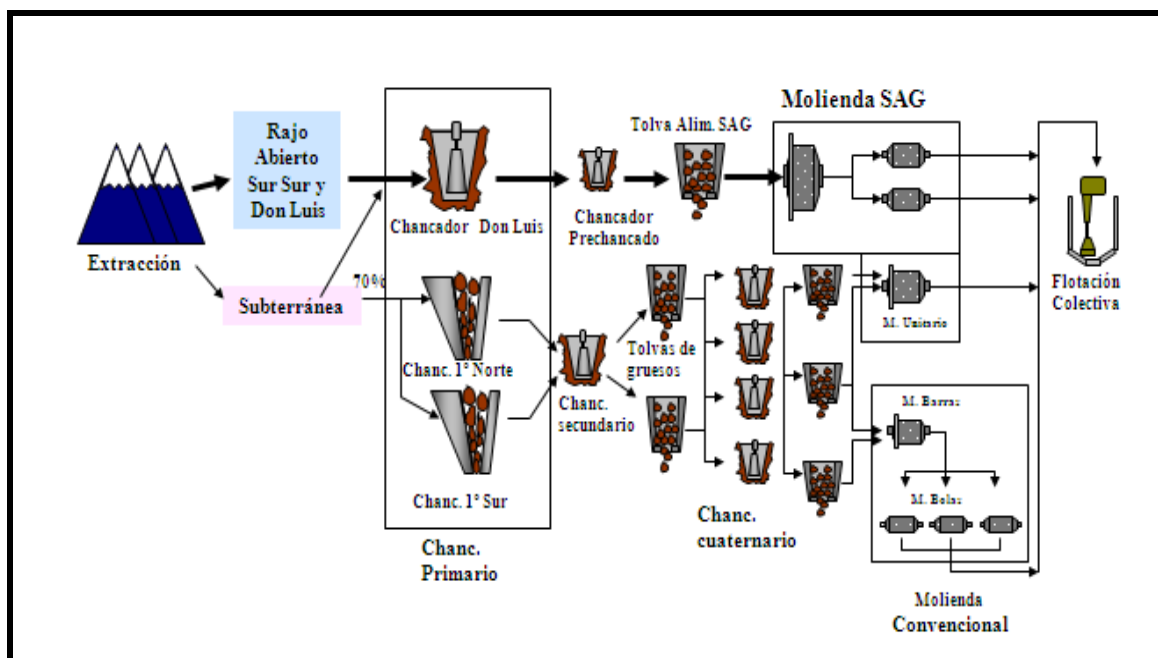 Molienda SAG
Tolva Alim. SAG
Rajo
Abierto
Sur Sur y
Don Luis
Chancador Don Luis
Chancador
Prechancado
Extracción
Flotación
Colectiva
70%
Subterránea
M. Unitario
Chanc. 1° Norte
Tolvas de
gruesos
Chanc.
secundario
M. Barras
M. Bolas
Chanc. 1° Sur
Chanc.
cuaternario
Chanc.
Primario
Molienda
Convencional